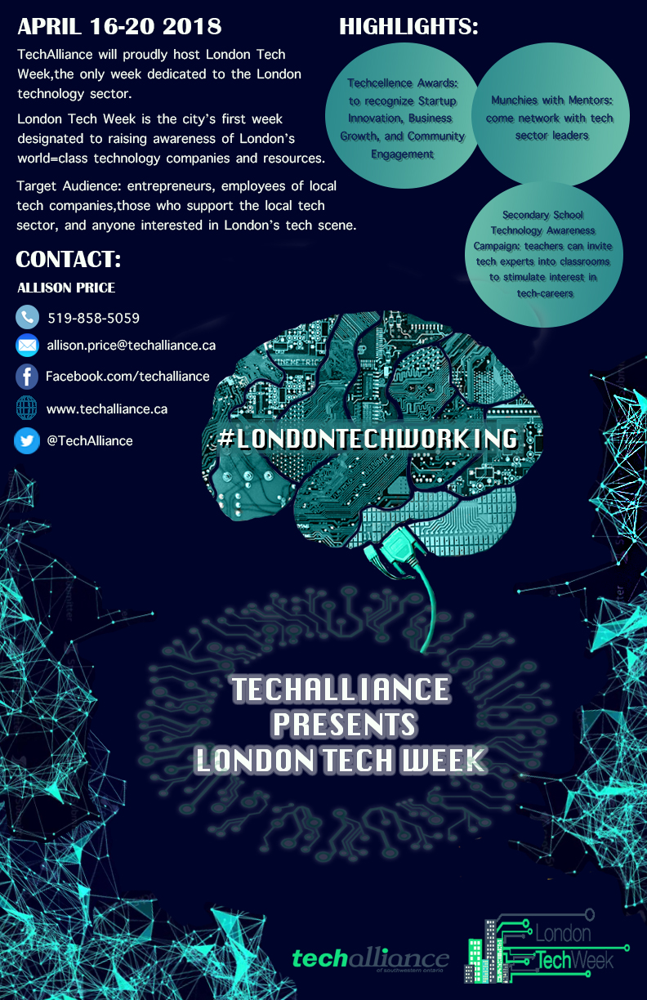 APRIL 16-20 2018
TechAlliance will proudly host London Tech
Week,the only week dedicated to the London
technology sector.
London Tech Week is the city's first week
designated to raising awareness of London's
world=class technology companies and resources.
Target Audience: entrepreneurs, employees of local
tech companies,those who support the local tech
sector, and anyone interested in London's tech scene.
HIGHLIGHTS:
Techcellence Awards:
to recognize Startup
Innovation, Business
Growth, and Community
Engagement
Munchies with Mentors:
come network with tech
sector leaders
Secondary School
Technology Awareness
Campaign: teachers can invite
tech experts into classrooms
to stimulate interest in
tech-careers
CONTACT:
ALLISON PRICE
519-858-5059
allison.price@techalliance.ca
Facebook.com/techalliance
www.techalliance.ca
@TechAlliance
#LONDONTECHWORKING
TECHALLIANCE
PRESENTS
LONDON TECH WEEK
techalliance
of southwestern ontario
London
TechWeek